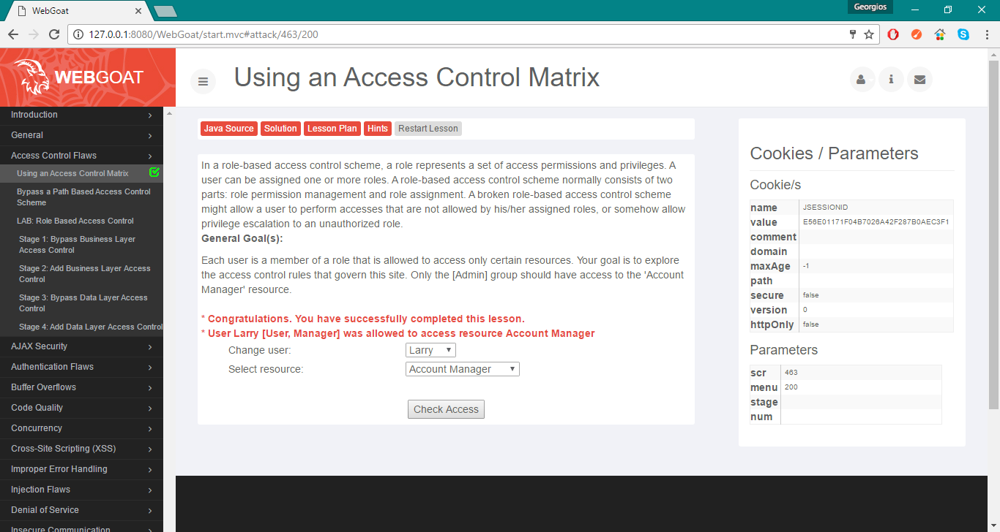 WebGoat
Georgios
127.0.0.1:8080/WebGoat/start.mvc#attack/463/200
WEBGOAT
Using an Access Control Matrix
Introduction
General
Access Control Flaws
Using an Access Control Matrix
Bypass a Path Based Access Control
Scheme
LAB: Role Based Access Control
Stage 1: Bypass Business Layer
Access Control
Stage 2: Add Business Layer Access
Control
Stage 3: Bypass Data Layer Access
Control
Stage 4: Add Data Layer Access Control
AJAX Security
Authentication Flaws
Buffer Overflows
Code Quality
Concurrency
Cross-Site Scripting (XSS)
Improper Error Handling
Injection Flaws
Denial of Service
Insecure Communication
Java Source Solution Lesson Plan Hints Restart Lesson
In a role-based access control scheme, a role represents a set of access permissions and privileges. A
user can be assigned one or more roles. A role-based access control scheme normally consists of two
parts: role permission management and role assignment. A broken role-based access control scheme
might allow a user to perform accesses that are not allowed by his/her assigned roles, or somehow allow
privilege escalation to an unauthorized role.
General Goal(s):
Each user is a member of a role that is allowed to access only certain resources. Your goal is to explore
the access control rules that govern this site. Only the [Admin] group should have access to the 'Account
Manager' resource.
* Congratulations. You have successfully completed this lesson.
* User Larry [User, Manager] was allowed to access resource Account Manager
Change user: Larry
Select resource: Account Manager
Check Access
Cookies / Parameters
Cookie/s
name JSESSIONID
value E56E01171F04B7026A42F287B0AEC3F1
comment
domain
maxAge -1
path
secure false
version 0
httpOnly false
Parameters
scr 463
menu 200
stage
num